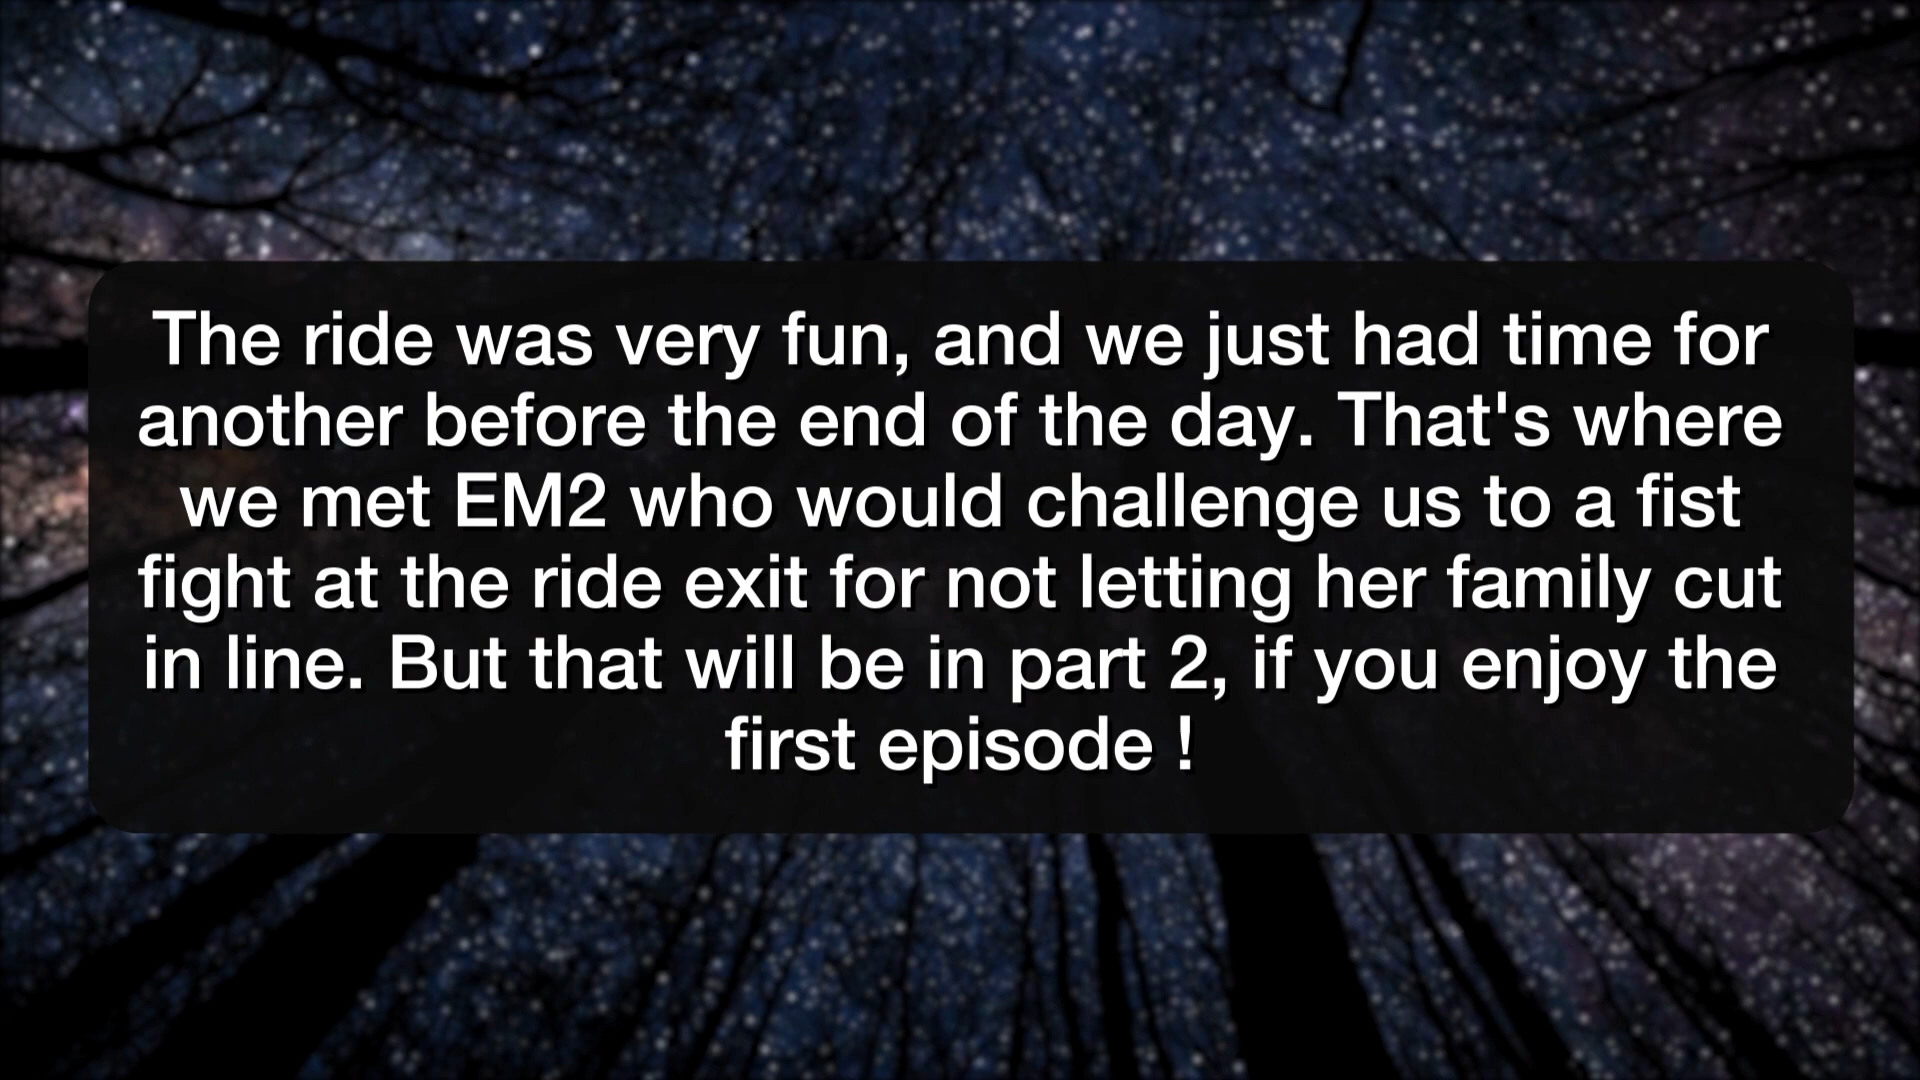 The ride was very fun, and we just had time for
another before the end of the day. That's where
we met EM2 who would challenge us to a fist
fight at the ride exit for not letting her family cut
in line. But that will be in part 2, if you enjoy the
first episode !